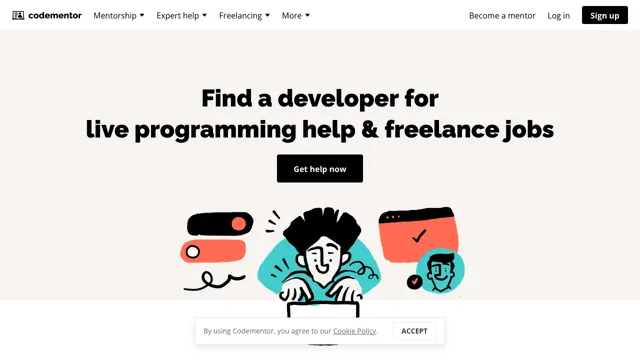 codementor
Mentorship
Expert help
Freelancing
More
Become a mentor
Log in
Sign up
Find a developer for
live programming help & freelance jobs
Get help now
By using Codementor, you agree to our Cookie Policy.
ACCEPT